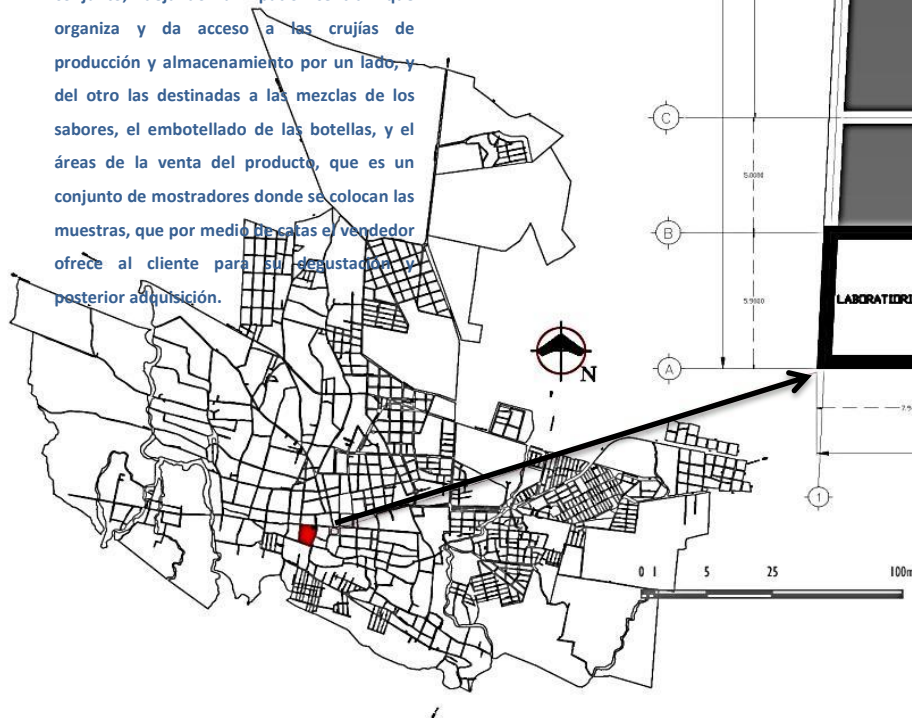 organiza y da acceso a las crujías de
producción y almacenamiento por un lado, y
del otro las destinadas a las mezclas de los
sabores, el embotellado de las botellas, y el
áreas de la venta del producto, que es un
conjunto de mostradores donde se colocan las
muestras, que por medio de catas el vendedor
ofrece al cliente para su degustación y
posterior adquisición.
C
B
A
LABORATORI
N
1
0 1 5 25 100m